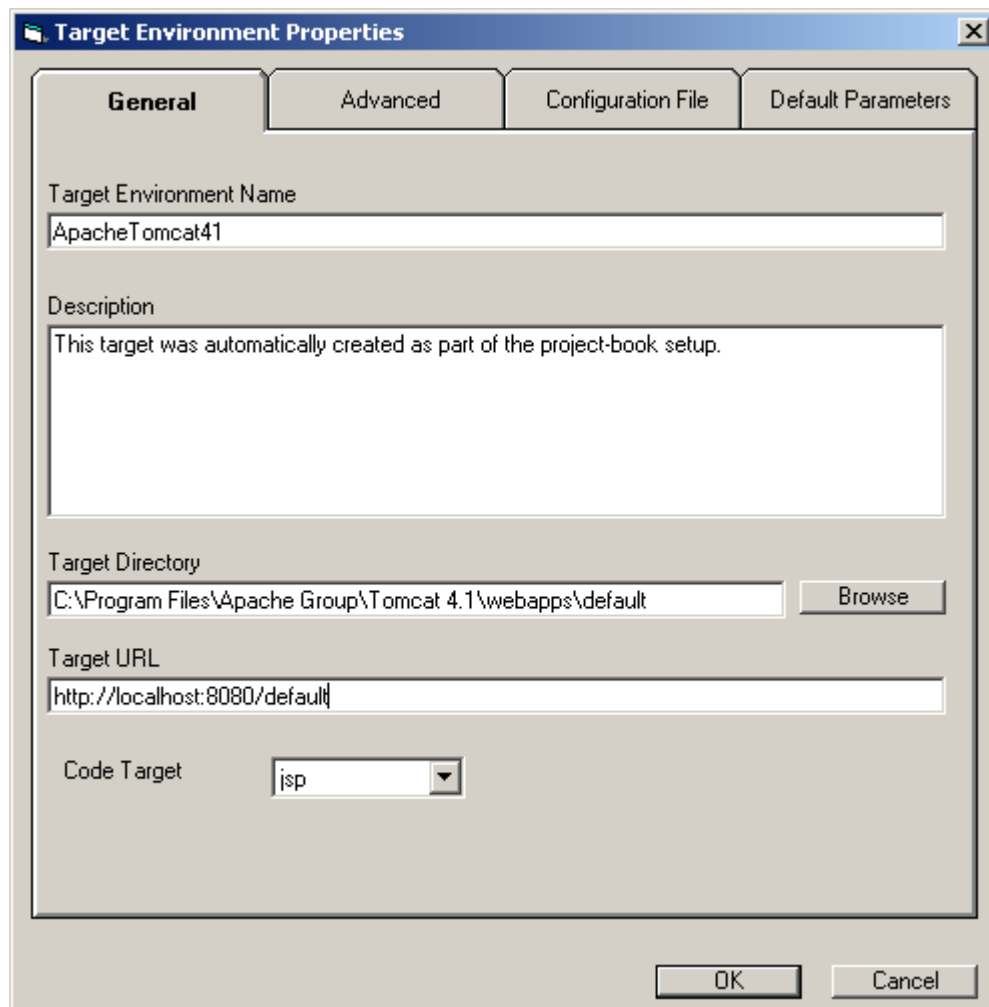 Target Environment Properties
General
Advanced
Configuration File
Default Parameters
Target Environment Name
ApacheTomcat41
Description
This target was automatically created as part of the project-book setup.
Target Directory
C:\Program Files\Apache Group\Tomcat 4.1\webapps\default
Browse
Target URL
http://localhost:8080/default
Code Target
jsp
OK
Cancel